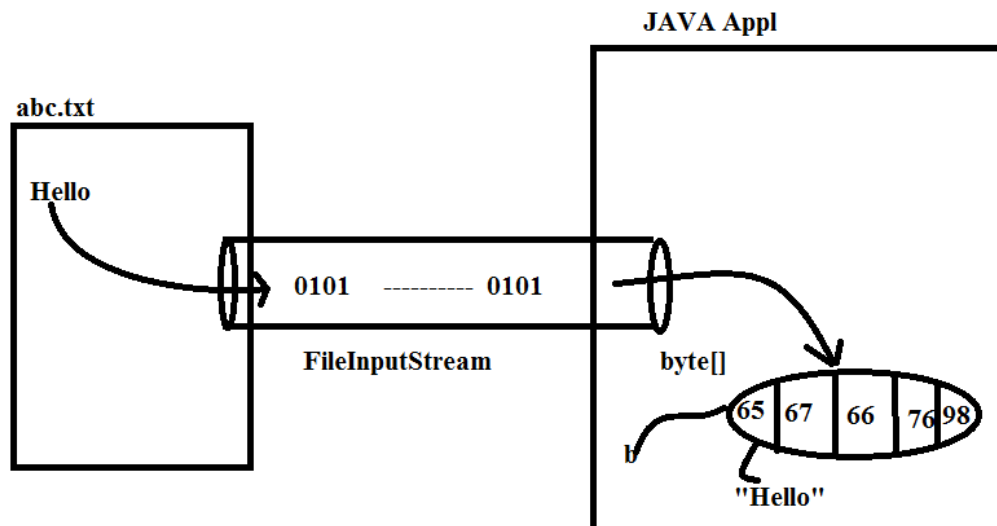 JAVA Appl
abc.txt
Hello
0101 ---------- 0101
FileInputStream
byte[]
65 67 66 76 98
b
"Hello"